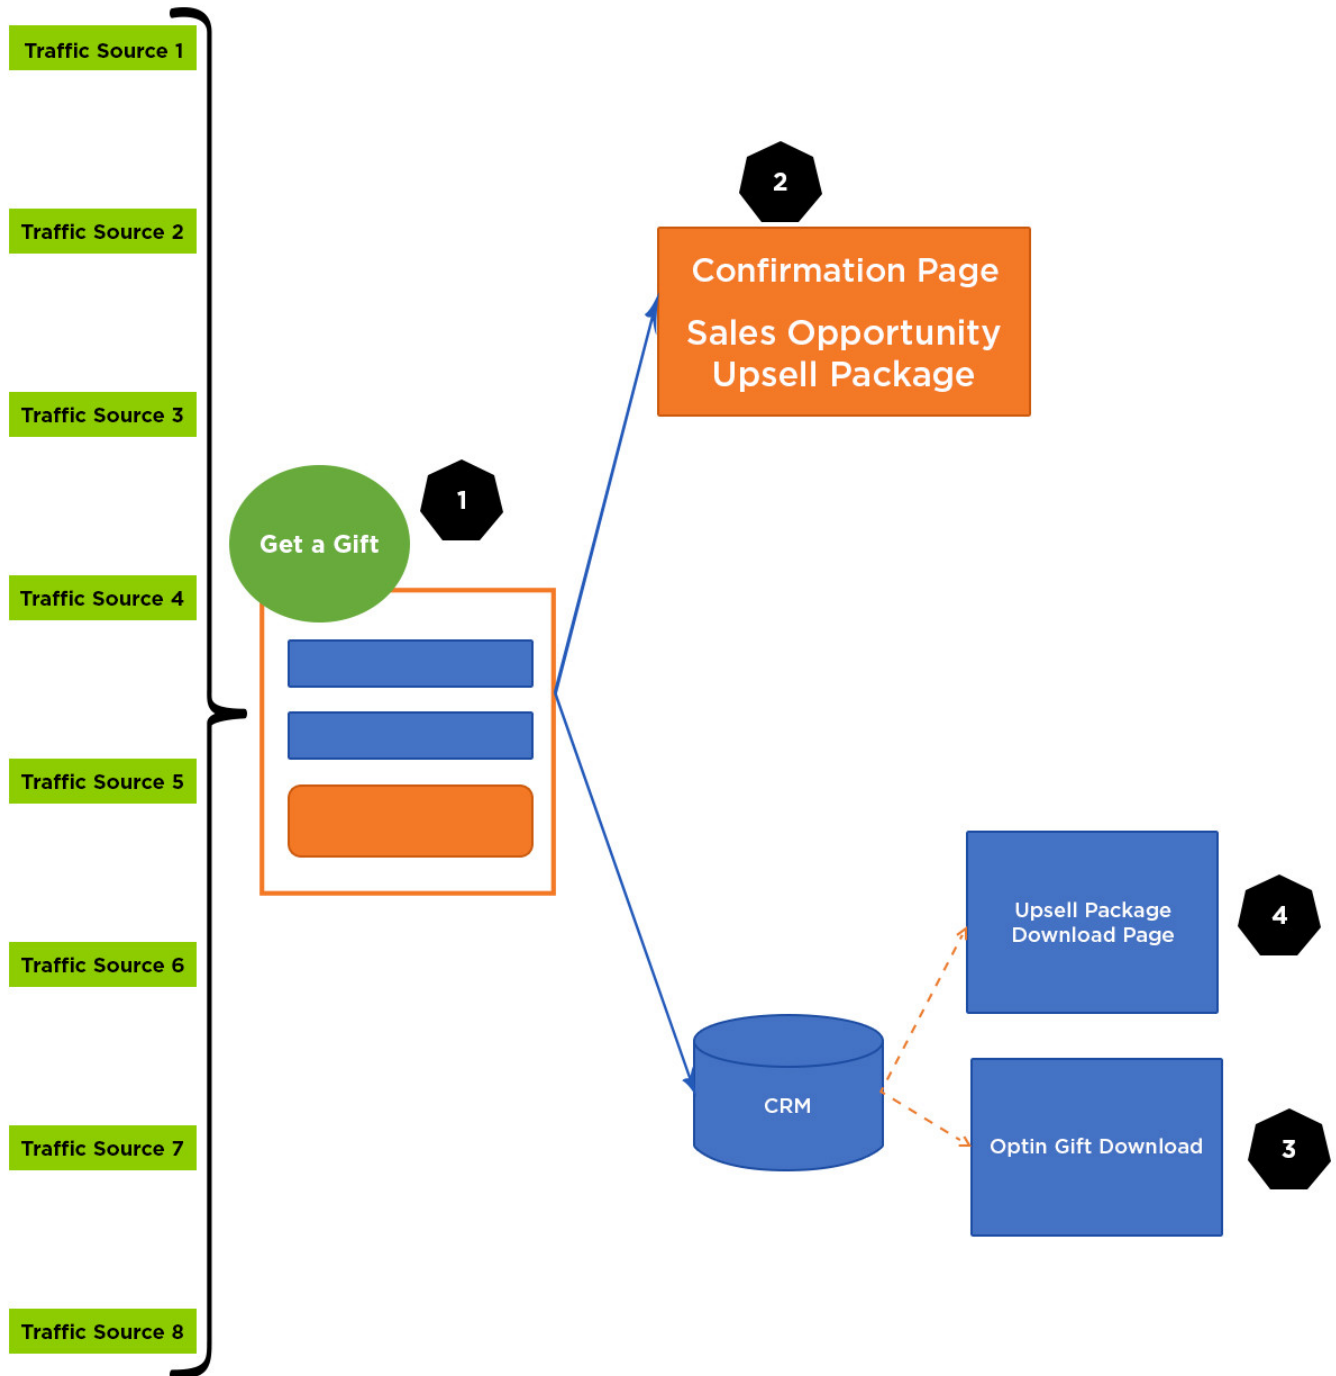 Traffic Source 1
Traffic Source 2
Traffic Source 3
Traffic Source 4
Traffic Source 5
Traffic Source 6
Traffic Source 7
Traffic Source 8
Get a Gift
1
2
Confirmation Page
Sales Opportunity
Upsell Package
CRM
Upsell Package
Download Page
4
Optin Gift Download
3